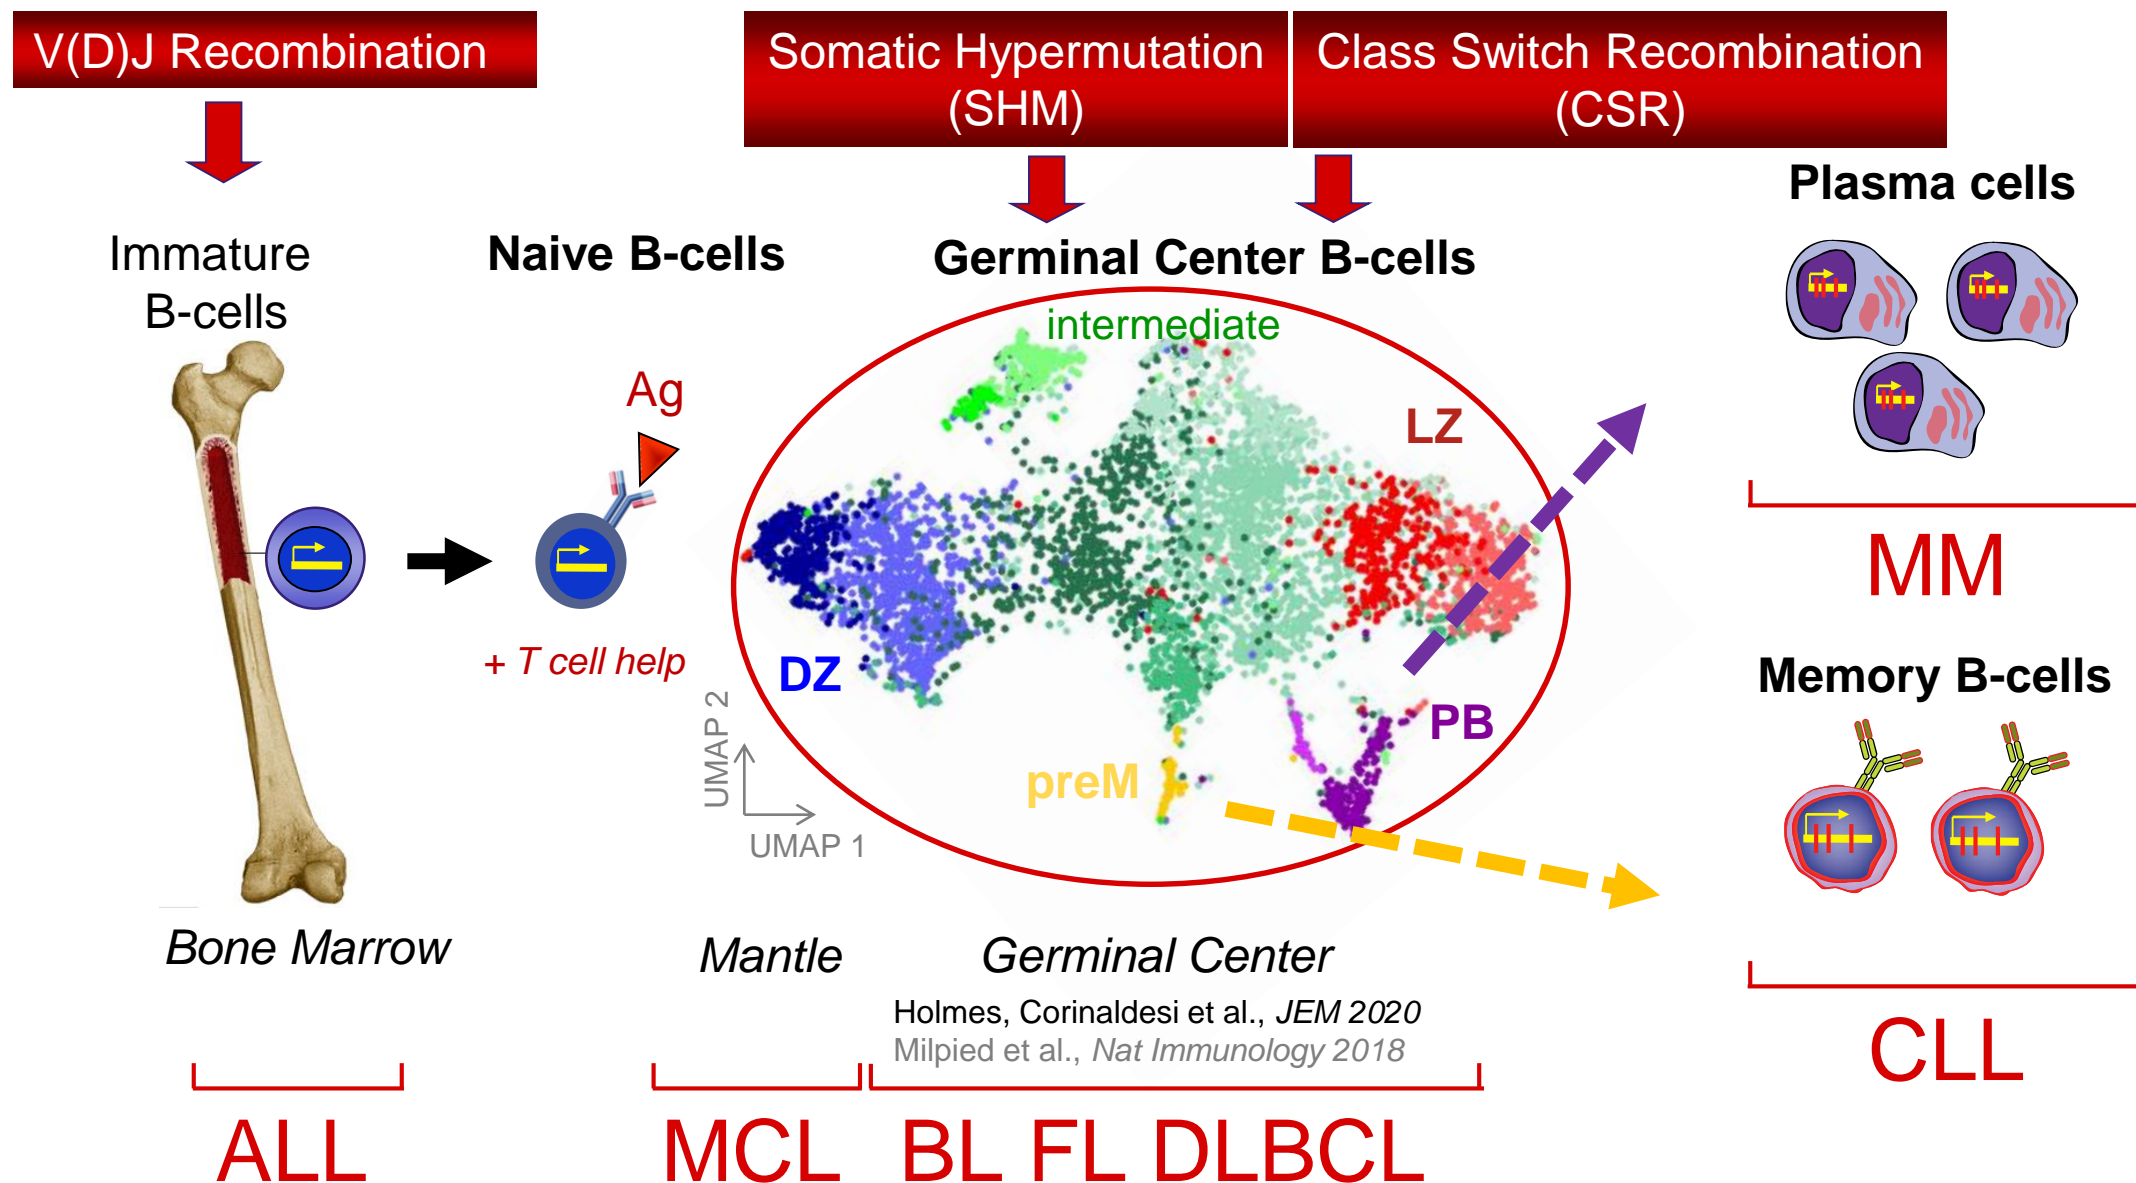 V(D)J Recombination
Somatic Hypermutation
(SHM)
Class Switch Recombination
(CSR)
Immature
B-cells
Naive B-cells
Germinal Center B-cells
Plasma cells
intermediate
Ag
LZ
MM
+ T cell help
DZ
Memory B-cells
PB
preM
UMAP 2
UMAP 1
Bone Marrow
Mantle
Germinal Center
Holmes, Corinaldesi et al., JEM 2020
Milpied et al., Nat Immunology 2018
CLL
ALL
MCL
BL FL DLBCL